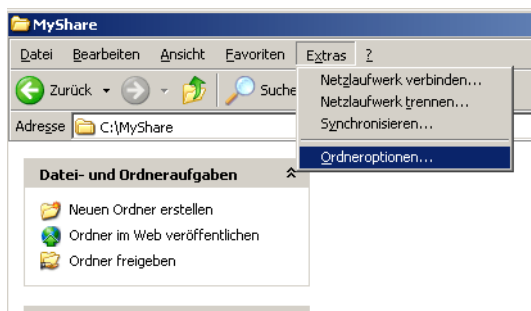 MyShare
Datei Bearbeiten Ansicht Favoriten Extras ?
Zurück Suche
Adresse C:\MyShare
Netzlaufwerk verbinden...
Netzlaufwerk trennen...
Synchronisieren...
Ordneroptionen...
Datei- und Ordneraufgaben
Neuen Ordner erstellen
Ordner im Web veröffentlichen
Ordner freigeben